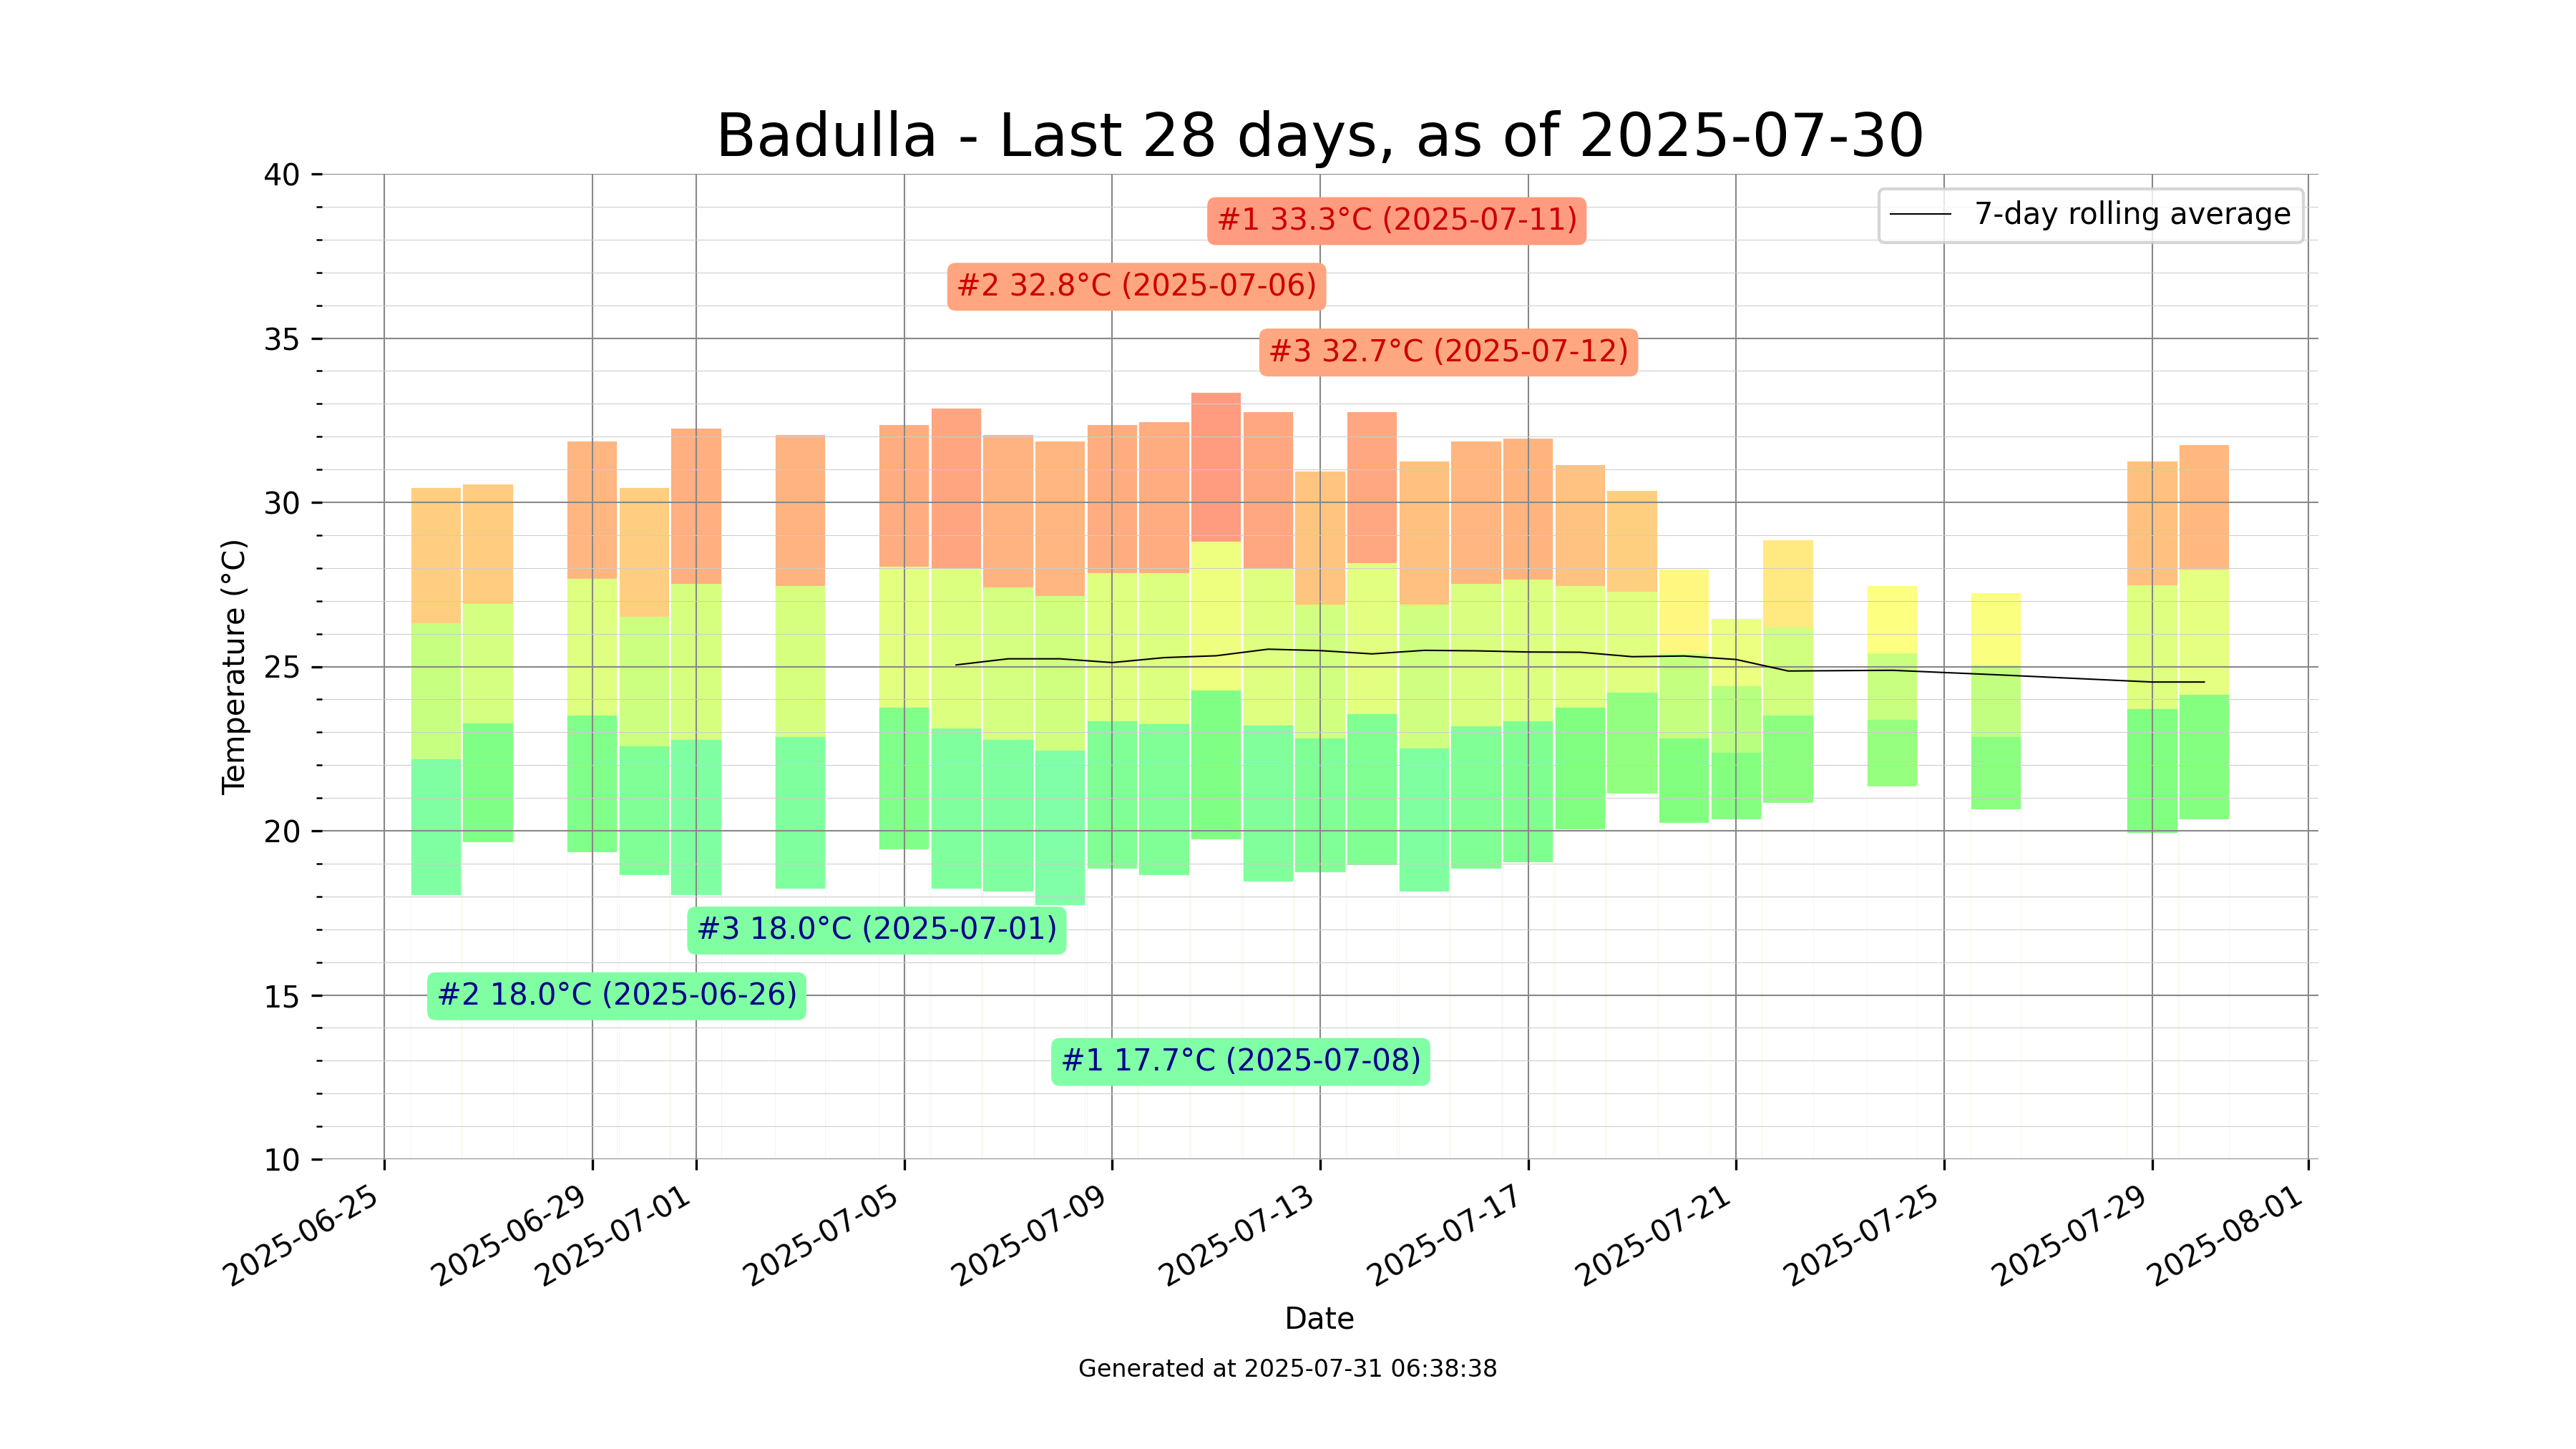 Badulla - Last 28 days, as of 2025-07-30
7-day rolling average
#1 33.3°C (2025-07-11)
#2 32.8°C (2025-07-06)
#3 32.7°C (2025-07-12)
#3 18.0°C (2025-07-01)
#2 18.0°C (2025-06-26)
#1 17.7°C (2025-07-08)
Temperature (°C)
40
35
30
25
20
15
10
2025-06-25
2025-06-29
2025-07-01
2025-07-05
2025-07-09
2025-07-13
2025-07-17
2025-07-21
2025-07-25
2025-07-29
2025-08-01
Date
Generated at 2025-07-31 06:38:38